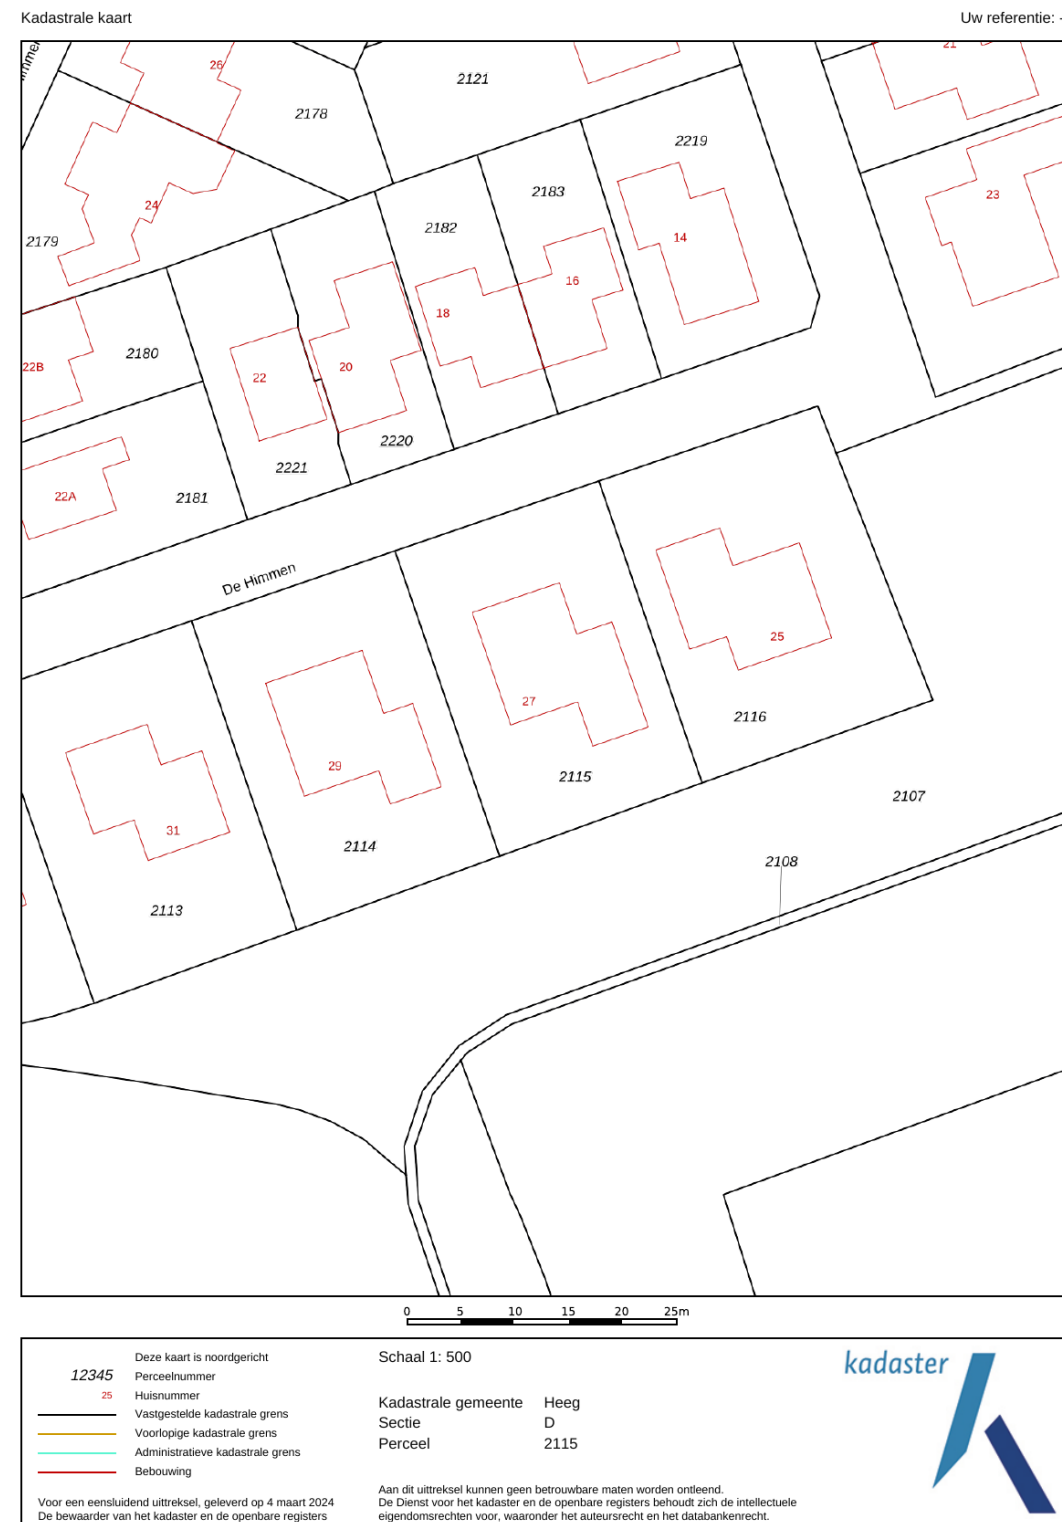 Kadastrale kaart
Uw referentie: -
26
2178
2121
21
2219
24
2179
2183
2182
23
14
16
18
22B
2180
22
20
2220
2221
22A
2181
De Himmen
25
27
2116
29
2115
2107
31
2114
2108
2113
0 5 10 15 20 25m
Deze kaart is noordgericht
12345 Perceelnummer
25 Huisnummer
Vastgestelde kadastrale grens
Voorlopige kadastrale grens
Administratieve kadastrale grens
Bebouwing
Voor een eensluidend uittreksel, geleverd op 4 maart 2024
De bewaarder van het kadaster en de openbare registers
Schaal 1: 500
Kadastrale gemeente Heeg
Sectie D
Perceel 2115
Aan dit uittreksel kunnen geen betrouwbare maten worden ontleend.
De Dienst voor het kadaster en de openbare registers behoudt zich de intellectuele
eigendomsrechten voor, waaronder het auteursrecht en het databankenrecht.
kadaster